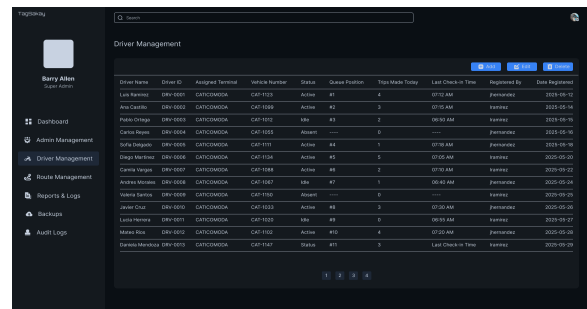 Tagisakay
Search
Driver Management
Add Edit Delete
Barry Allen
Super Admin
Dashboard
Admin Management
Driver Management
Route Management
Reports & Logs
Backups
Audit Logs
Driver Name Driver ID Assigned Terminal Vehicle Number Status Queue Position Trips Made Today Last Check-in Time Registered By Date Registered
Luis Ramirez DRV-0001 CATICOMODA CAT-1123 Active #1 4 07:12 AM jhernandez 2025-05-12
Ana Castillo DRV-0002 CATICOMODA CAT-1099 Active #2 3 07:15 AM lramirez 2025-05-14
Pablo Ortega DRV-0003 CATICOMODA CAT-1012 Idle #3 2 06:50 AM jhernandez 2025-05-15
Carlos Reyes DRV-0004 CATICOMODA CAT-1055 Absent ---- 0 ---- jhernandez 2025-05-16
Sofia Delgado DRV-0005 CATICOMODA CAT-1111 Active #4 1 07:18 AM jhernandez 2025-05-18
Diego Martinez DRV-0006 CATICOMODA CAT-1134 Active #5 5 07:05 AM lramirez 2025-05-20
Camila Vargas DRV-0007 CATICOMODA CAT-1088 Active #6 2 07:10 AM lramirez 2025-05-22
Andres Morales DRV-0008 CATICOMODA CAT-1067 Idle #7 1 06:40 AM jhernandez 2025-05-24
Valeria Santos DRV-0009 CATICOMODA CAT-1150 Absent ---- 0 ---- lramirez 2025-05-25
Javier Cruz DRV-0010 CATICOMODA CAT-1033 Active #8 3 07:30 AM jhernandez 2025-05-26
Lucia Herrera DRV-0011 CATICOMODA CAT-1020 Idle #9 0 06:55 AM lramirez 2025-05-27
Mateo Rios DRV-0012 CATICOMODA CAT-1102 Active #10 4 07:20 AM jhernandez 2025-05-28
Daniela Mendoza DRV-0013 CATICOMODA CAT-1147 Status #11 3 Last Check-in Time lramirez 2025-05-29
1 2 3 4